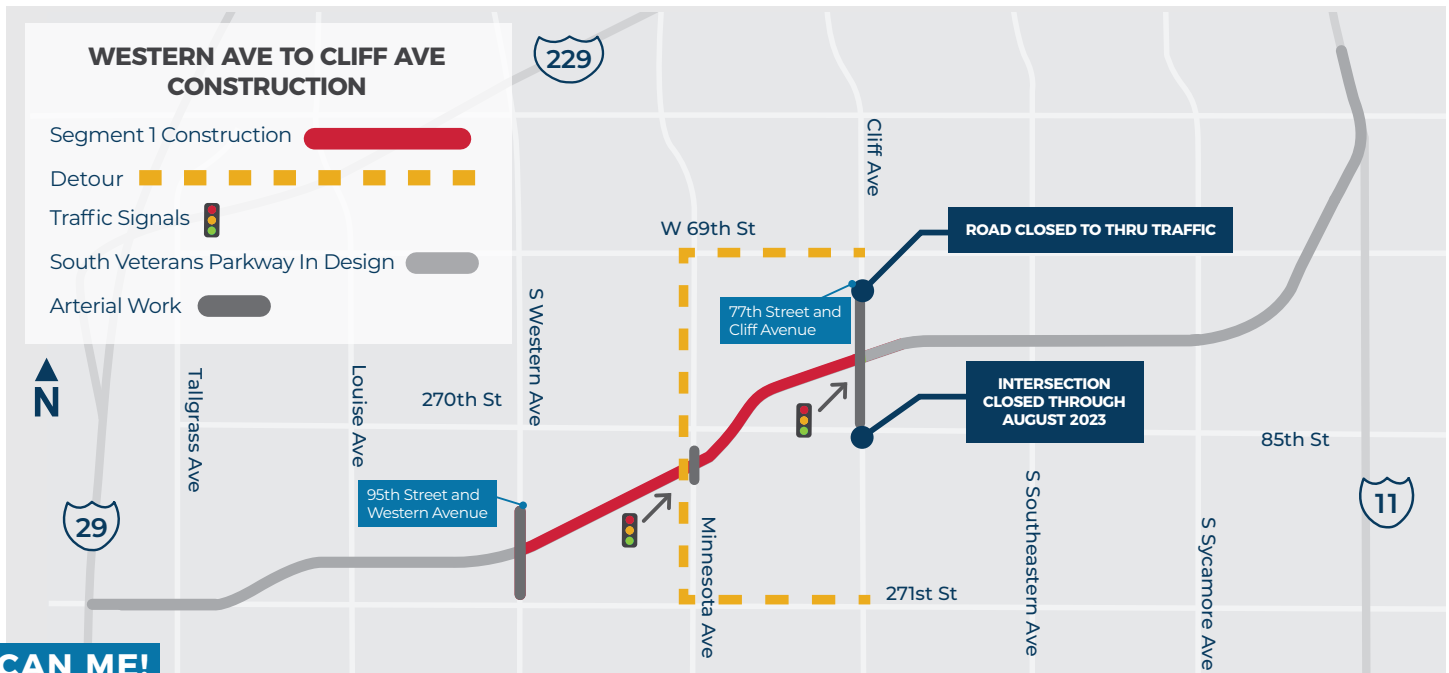 WESTERN AVE TO CLIFF AVE
CONSTRUCTION
Segment 1 Construction
Detour
Traffic Signals
South Veterans Parkway In Design
Arterial Work
N
229
Cliff Ave
W 69th St
ROAD CLOSED TO THRU TRAFFIC
77th Street and
Cliff Avenue
S Western Ave
INTERSECTION
CLOSED THROUGH
AUGUST 2023
Tallgrass Ave
Louise Ave
270th St
85th St
95th Street and
Western Avenue
29
11
Minnesota Ave
S Southeastern Ave
S Sycamore Ave
271st St
CAN ME!